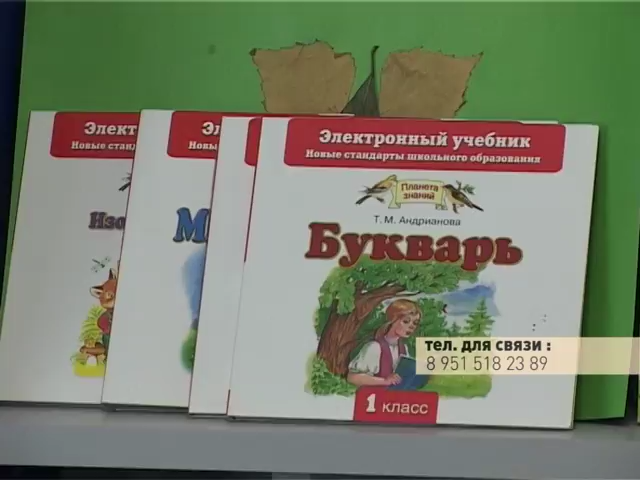 Электронный учебник
Новые стандарты школьного образования
Планета
знаний
Т. М. Андрианова
Букварь
1 класс
тел. для связи :
8 951 518 23 89